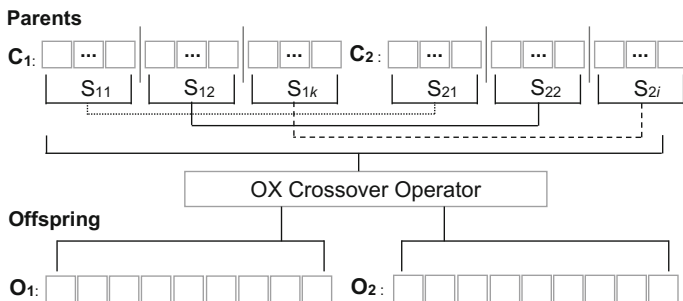 Parents
C1: ... ... ... C2 : ... ... ...
S11 S12 S1k S21 S22 S2i
OX Crossover Operator
Offspring
O1: O2 :